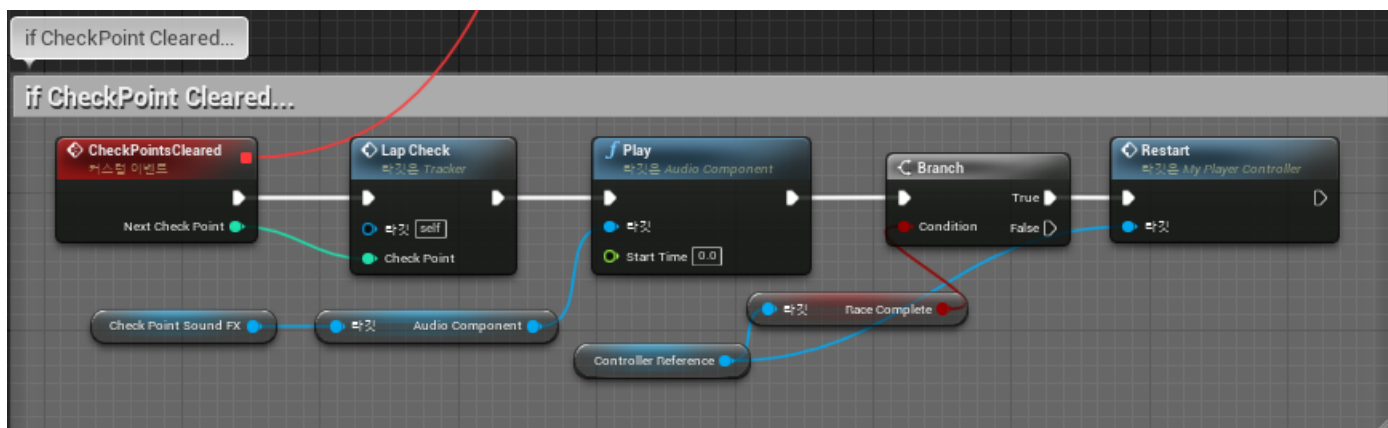 if CheckPoint Cleared...
if CheckPoint Cleared...
CheckPointsCleared
커스텀 이벤트
Next Check Point
Lap Check
타깃은 Tracker
타깃 self
Check Point
Play
타깃은 Audio Component
타깃
Start Time 0.0
Branch
True
Condition
False
Restart
타깃은 My Player Controller
타깃
Check Point Sound FX
타깃 Audio Component
타깃 Race Complete
Controller Reference